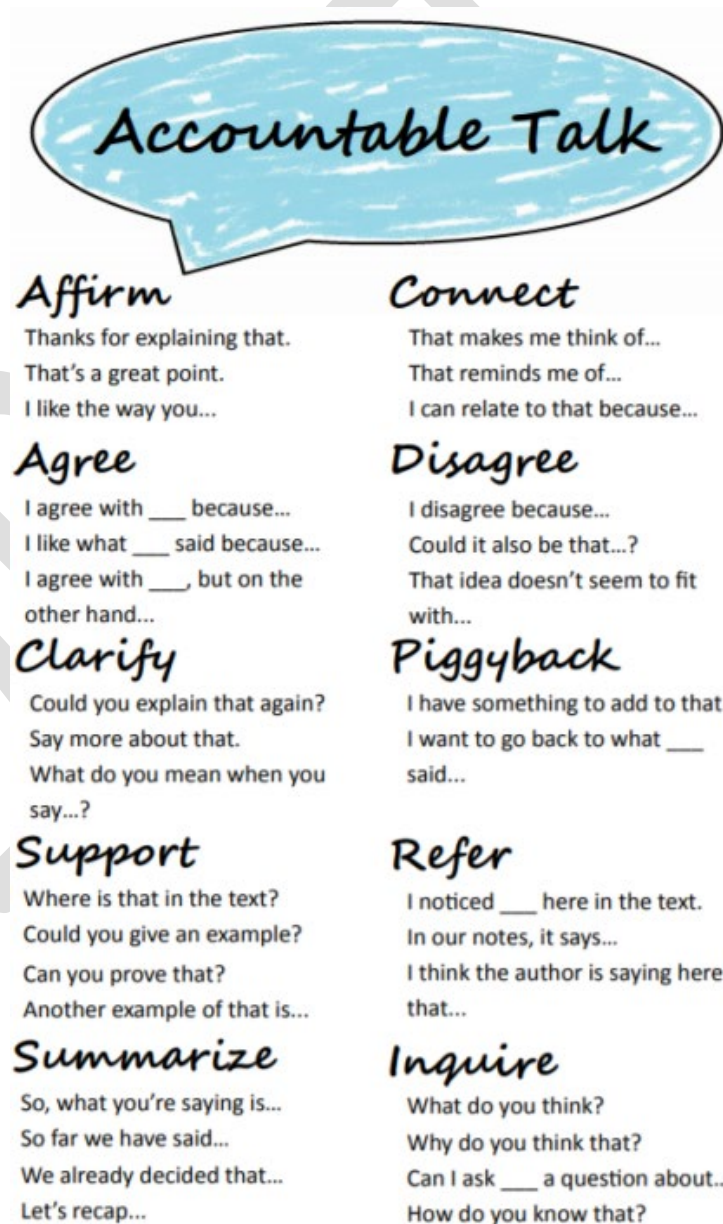 Accountable Talk
Affirm
Thanks for explaining that.
That's a great point.
I like the way you...
Connect
That makes me think of...
That reminds me of...
I can relate to that because...
Agree
I agree with ___ because...
I like what ___ said because...
I agree with ___, but on the
other hand...
Disagree
I disagree because...
Could it also be that...?
That idea doesn't seem to fit
with...
Clarify
Could you explain that again?
Say more about that.
What do you mean when you
say...?
Piggyback
I have something to add to that
I want to go back to what ___
said...
Support
Where is that in the text?
Could you give an example?
Can you prove that?
Another example of that is...
Refer
I noticed ___ here in the text.
In our notes, it says...
I think the author is saying here
that...
Summarize
So, what you're saying is...
So far we have said...
We already decided that...
Let's recap...
Inquire
What do you think?
Why do you think that?
Can I ask ___ a question about..
How do you know that?